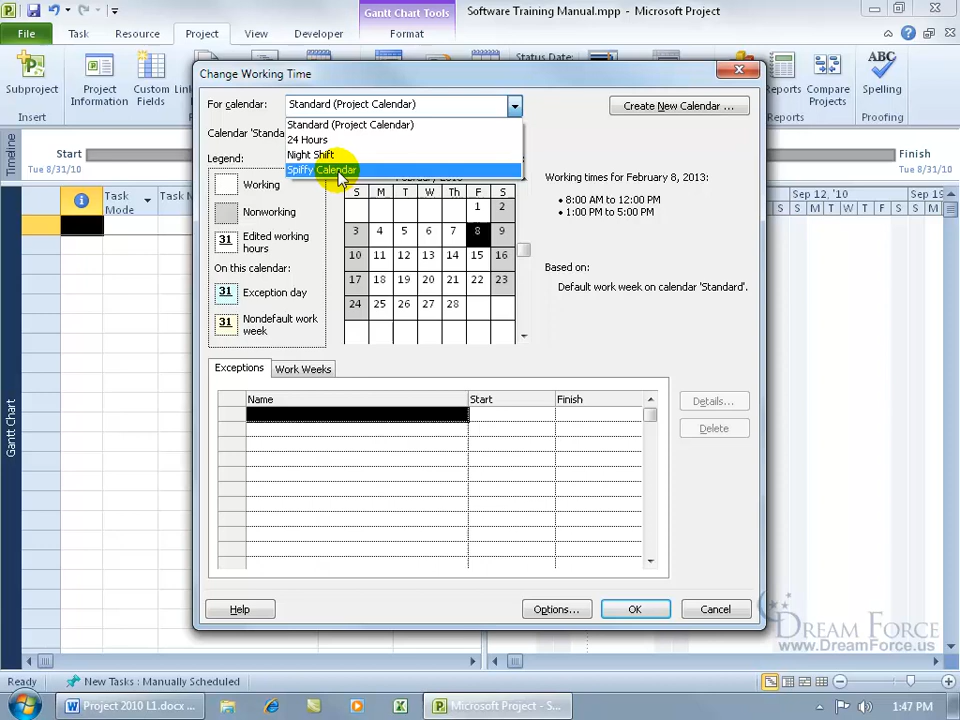 Gantt Chart Tools
Software Training Manual.mpp - Microsoft Project
File Task Resource Project View Developer Format
Subproject
Project Information
Custom Fields
Status Date:
Reports
Compare Projects
ABC
Spelling
Insert
Proofing
Change Working Time
For calendar: Standard (Project Calendar)
Create New Calendar ...
Standard (Project Calendar)
24 Hours
Night Shift
Spiffy Calendar
Calendar 'Standa
Legend:
Working
Nonworking
31 Edited working hours
On this calendar:
31 Exception day
31 Nondefault work week
S M T W Th F S
1 2
3 4 5 6 7 8 9
10 11 12 13 14 15 16
17 18 19 20 21 22 23
24 25 26 27 28
Working times for February 8, 2013:
• 8:00 AM to 12:00 PM
• 1:00 PM to 5:00 PM
Based on:
Default work week on calendar 'Standard'.
Exceptions Work Weeks
Name Start Finish
Details...
Delete
Help Options... OK Cancel
Timeline
Start
Tue 8/31/10
Finish
Tue 8/31/10
Task Mode
Task N
Sep 12, '10
Sep 19
S M T W T F S S M
Gantt Chart
DREAM FORCE
www.DreamForce.us
Ready New Tasks : Manually Scheduled
Project 2010 L1.docx ...
Microsoft Project - S...
1:47 PM